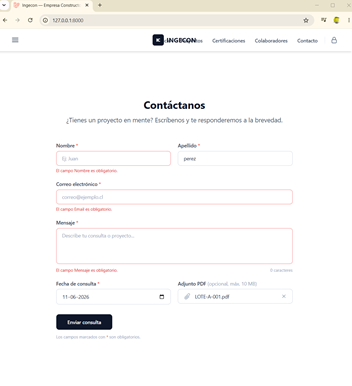 Ingecon — Empresa Constructo
127.0.0.1:8000
INGECON
Certificaciones
Colaboradores
Contacto
Contáctanos
¿Tienes un proyecto en mente? Escríbenos y te responderemos a la brevedad.
Nombre *
Apellido *
Ej. Juan
perez
El campo Nombre es obligatorio.
Correo electrónico *
correo@ejemplo.cl
El campo Email es obligatorio.
Mensaje *
Describe tu consulta o proyecto...
El campo Mensaje es obligatorio.
0 caracteres
Fecha de consulta *
Adjunto PDF (opcional, máx. 10 MB)
11-06-2026
LOTE-A-001.pdf
Enviar consulta
Los campos marcados con * son obligatorios.